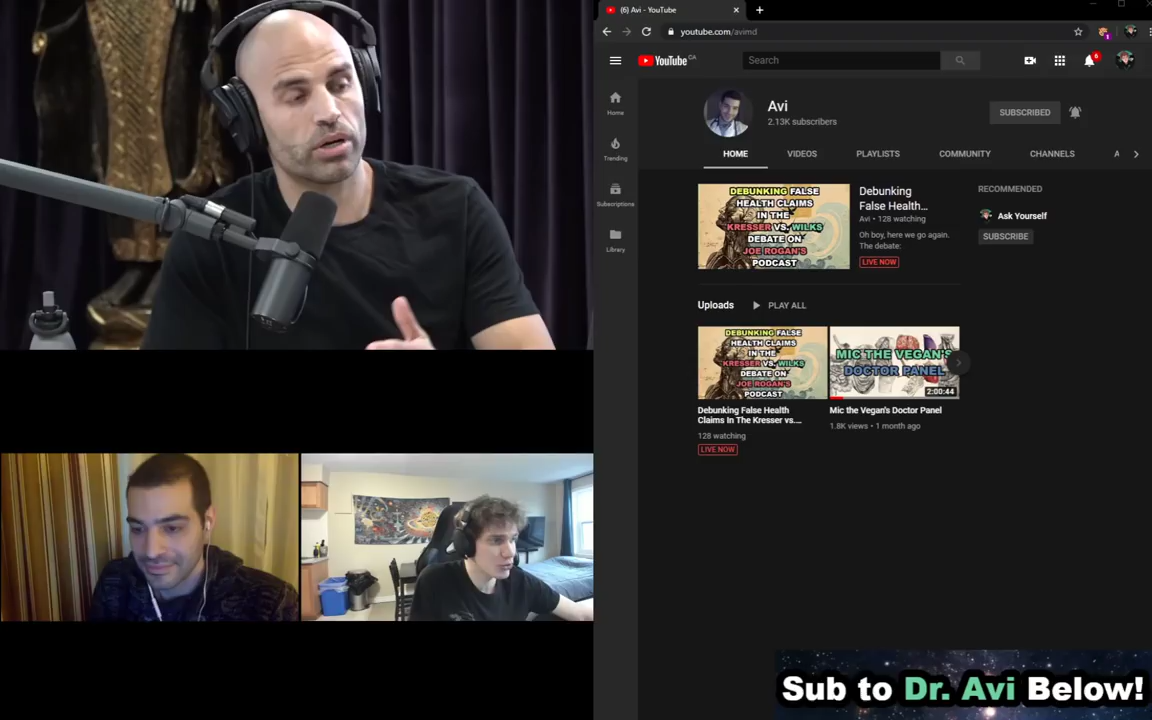 (6) Avi - YouTube
youtube.com/avimd
1
YouTube CA
Search
6
Home
Trending
Subscriptions
Library
Avi
2.13K subscribers
SUBSCRIBED
HOME
VIDEOS
PLAYLISTS
COMMUNITY
CHANNELS
A
DEBUNKING FALSE
HEALTH CLAIMS
IN THE
KRESSER VS. WILKS
DEBATE ON
JOE ROGAN'S
PODCAST
Debunking
False Health...
Avi • 128 watching
Oh boy, here we go again.
The debate:
LIVE NOW
RECOMMENDED
Ask Yourself
SUBSCRIBE
Uploads
PLAY ALL
DEBUNKING FALSE
HEALTH CLAIMS
IN THE
KRESSER VS. WILKS
DEBATE ON
JOE ROGAN'S
PODCAST
Debunking False Health
Claims In The Kresser vs....
128 watching
LIVE NOW
MIC THE VEGAN'S
DOCTOR PANEL
2:00:44
Mic the Vegan's Doctor Panel
1.8K views • 1 month ago
Sub to Dr. Avi Below!